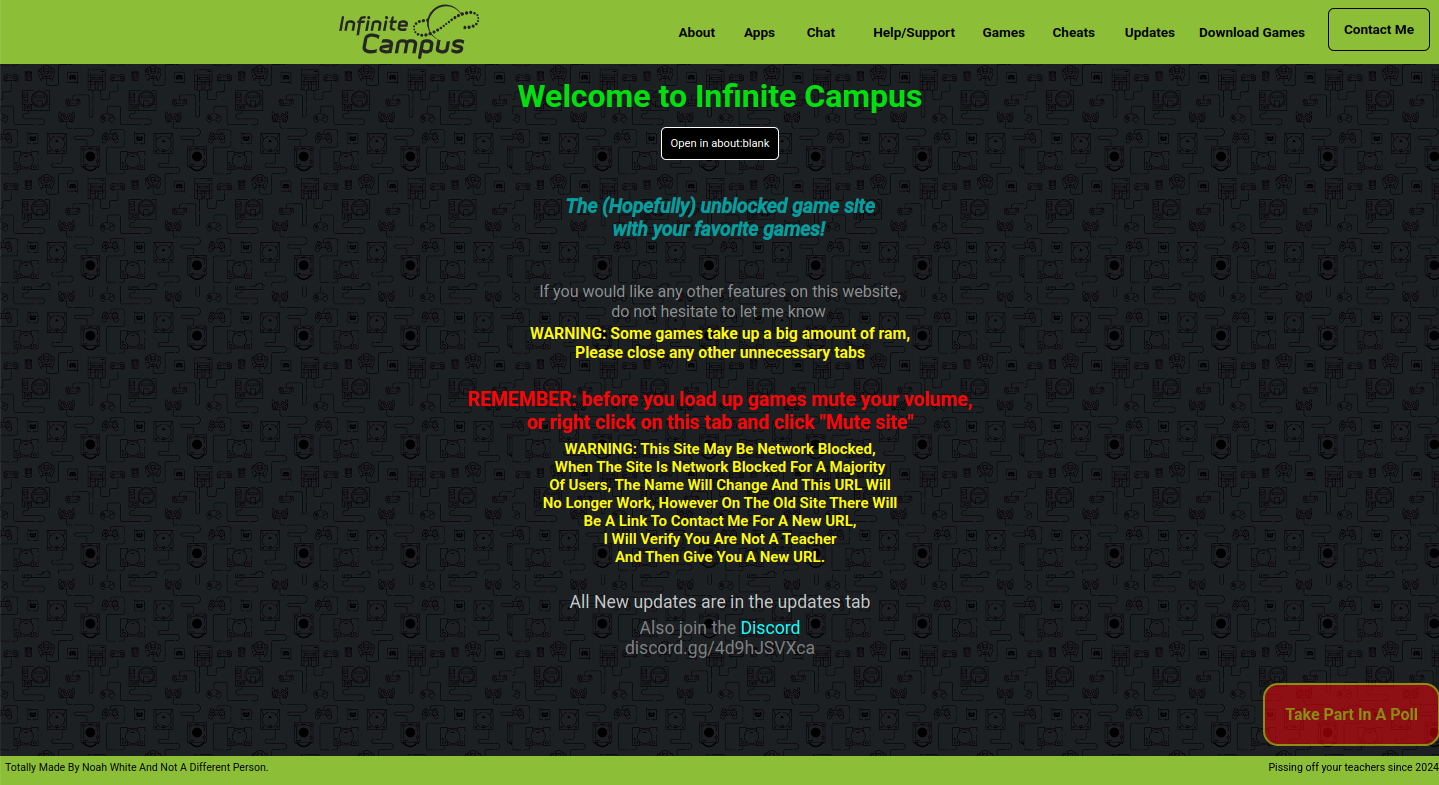 Infinite
Campus
About Apps Chat Help/Support Games Cheats Updates Download Games Contact Me
Welcome to Infinite Campus
Open in about:blank
The (Hopefully) unblocked game site
with your favorite games!
If you would like any other features on this website,
do not hesitate to let me know
WARNING: Some games take up a big amount of ram,
Please close any other unnecessary tabs
REMEMBER: before you load up games mute your volume,
or right click on this tab and click "Mute site"
WARNING: This Site May Be Network Blocked,
When The Site Is Network Blocked For A Majority
Of Users, The Name Will Change And This URL Will
No Longer Work, However On The Old Site There Will
Be A Link To Contact Me For A New URL,
I Will Verify You Are Not A Teacher
And Then Give You A New URL.
All New updates are in the updates tab
Also join the Discord
discord.gg/4d9hJSVXca
Take Part In A Poll
Totally Made By Noah White And Not A Different Person.
Pissing off your teachers since 2024